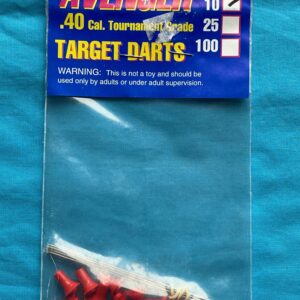 AVENGER 10
.40 Cal. Tournament Grade 25
TARGET DARTS 100
WARNING: This is not a toy and should be
used only by adults or under adult supervision.